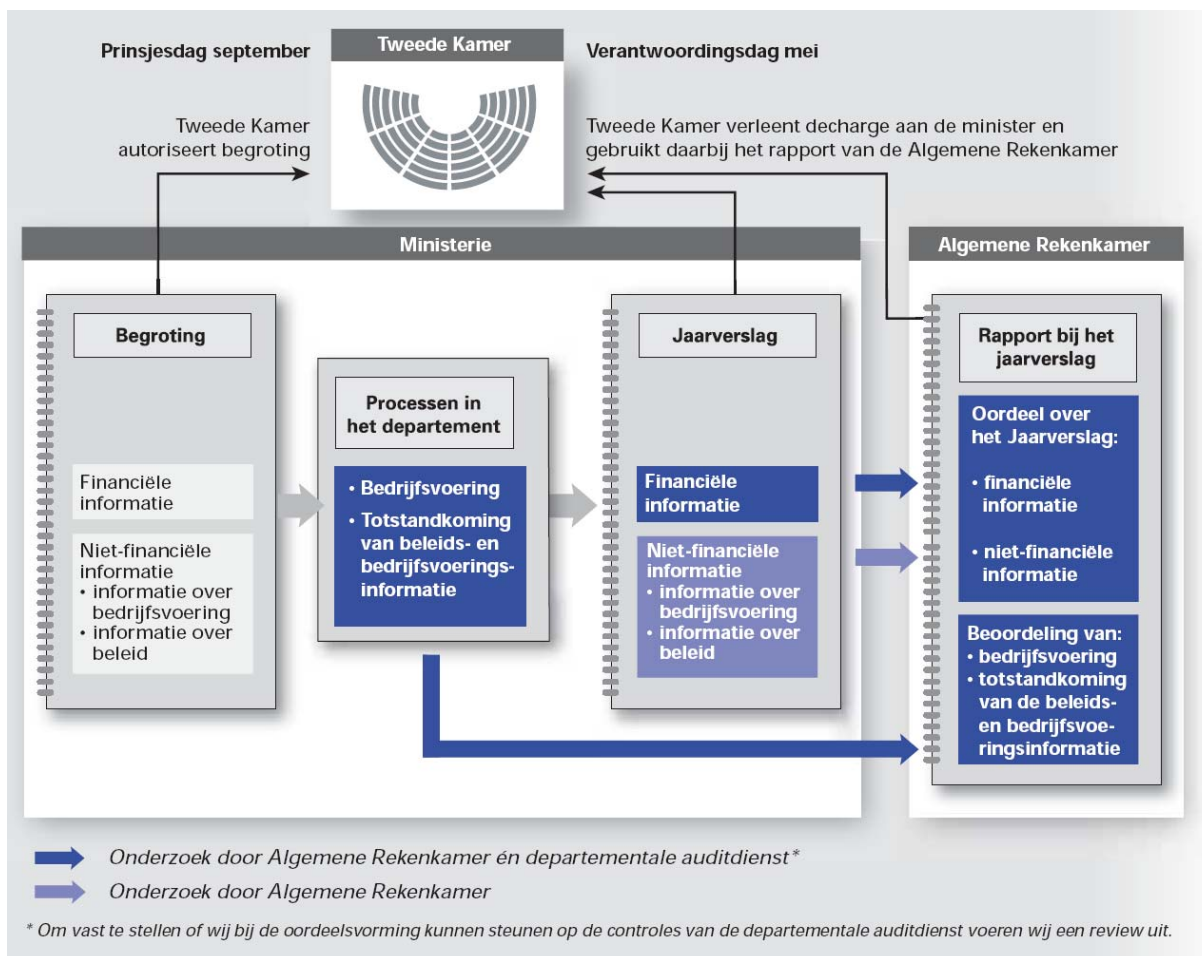 Prinsjesdag september
Tweede Kamer
Verantwoordingsdag mei
Tweede Kamer
autoriseert begroting
Tweede Kamer verleent decharge aan de minister en
gebruikt daarbij het rapport van de Algemene Rekenkamer
Ministerie
Algemene Rekenkamer
Begroting
Financiële
informatie
Niet-financiële
informatie
• informatie over
bedrijfsvoering
• informatie over
beleid
Processen in
het departement
• Bedrijfsvoering
• Totstandkoming
van beleids- en
bedrijfsvoerings-
informatie
Jaarverslag
Financiële
informatie
Niet-financiële
informatie
• informatie over
bedrijfsvoering
• informatie over
beleid
Rapport bij het
jaarverslag
Oordeel over
het Jaarverslag:
• financiële
informatie
• niet-financiële
informatie
Beoordeling van:
• bedrijfsvoering
• totstandkoming
van de beleids-
en bedrijfsvoe-
ringsinformatie
Onderzoek door Algemene Rekenkamer én departementale auditdienst*
Onderzoek door Algemene Rekenkamer
* Om vast te stellen of wij bij de oordeelsvorming kunnen steunen op de controles van de departementale auditdienst voeren wij een review uit.